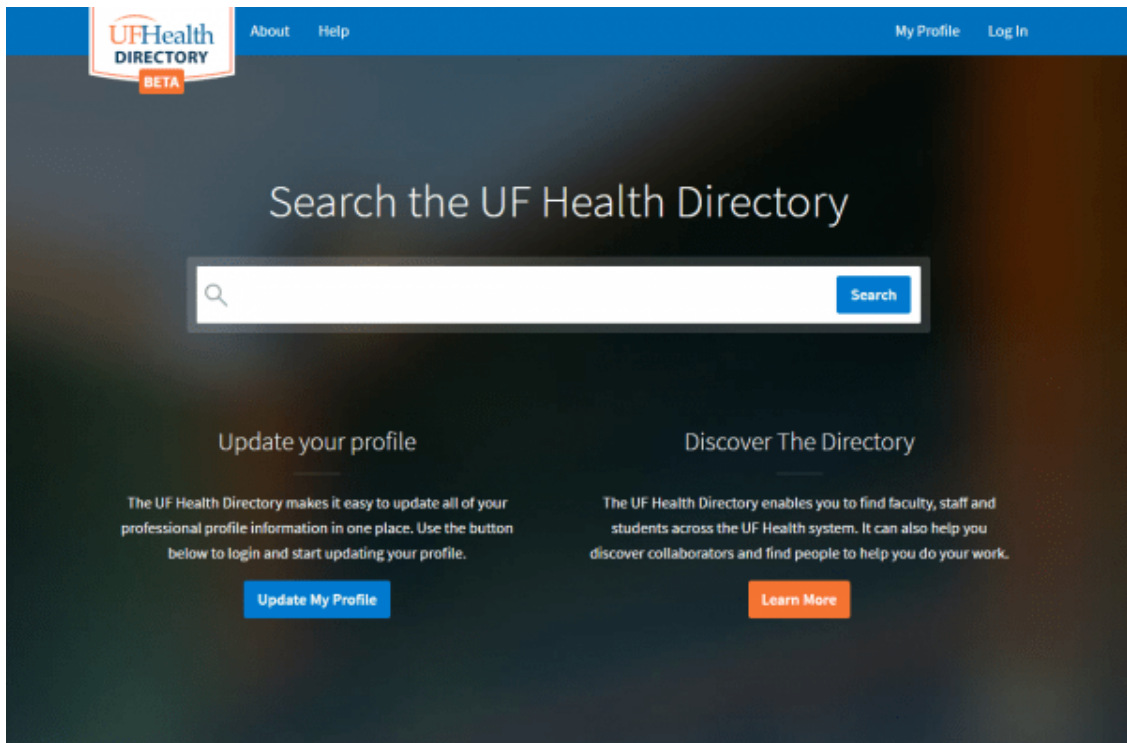 UFHealth
DIRECTORY
BETA
About Help
My Profile Log In
Search the UF Health Directory
Search
Update your profile
The UF Health Directory makes it easy to update all of your
professional profile information in one place. Use the button
below to login and start updating your profile.
Update My Profile
Discover The Directory
The UF Health Directory enables you to find faculty, staff and
students across the UF Health system. It can also help you
discover collaborators and find people to help you do your work.
Learn More